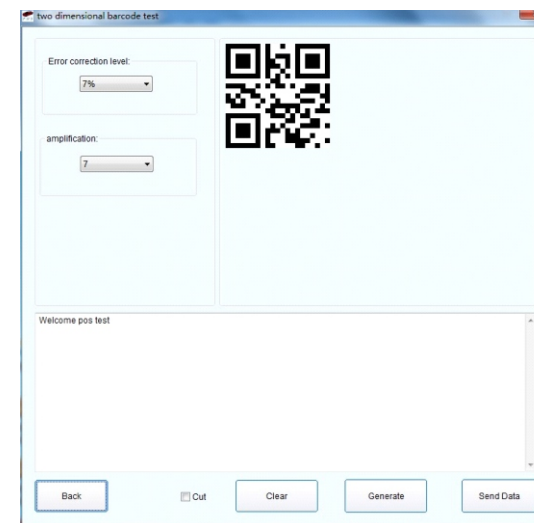 two dimensional barcode test
Error correction level:
7%
amplification:
7
Welcome pos test
Back
Cut
Clear
Generate
Send Data